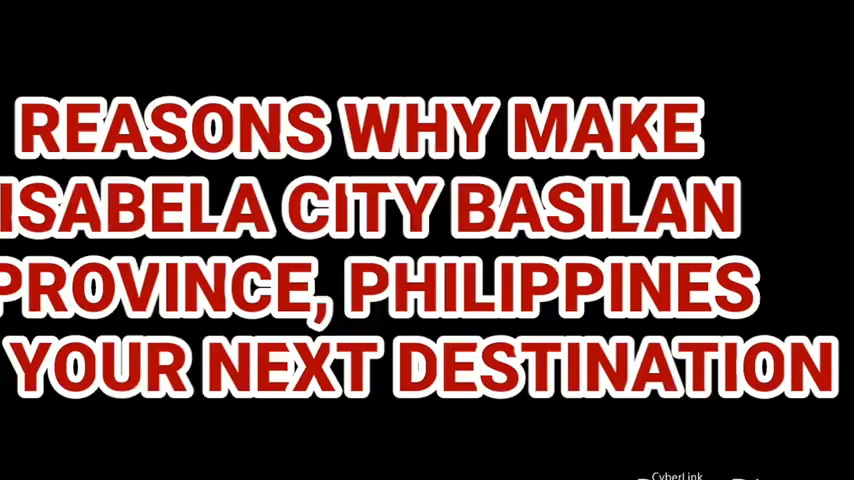 REASONS WHY MAKE
ISABELA CITY BASILAN
PROVINCE, PHILIPPINES
YOUR NEXT DESTINATION
CyberLink